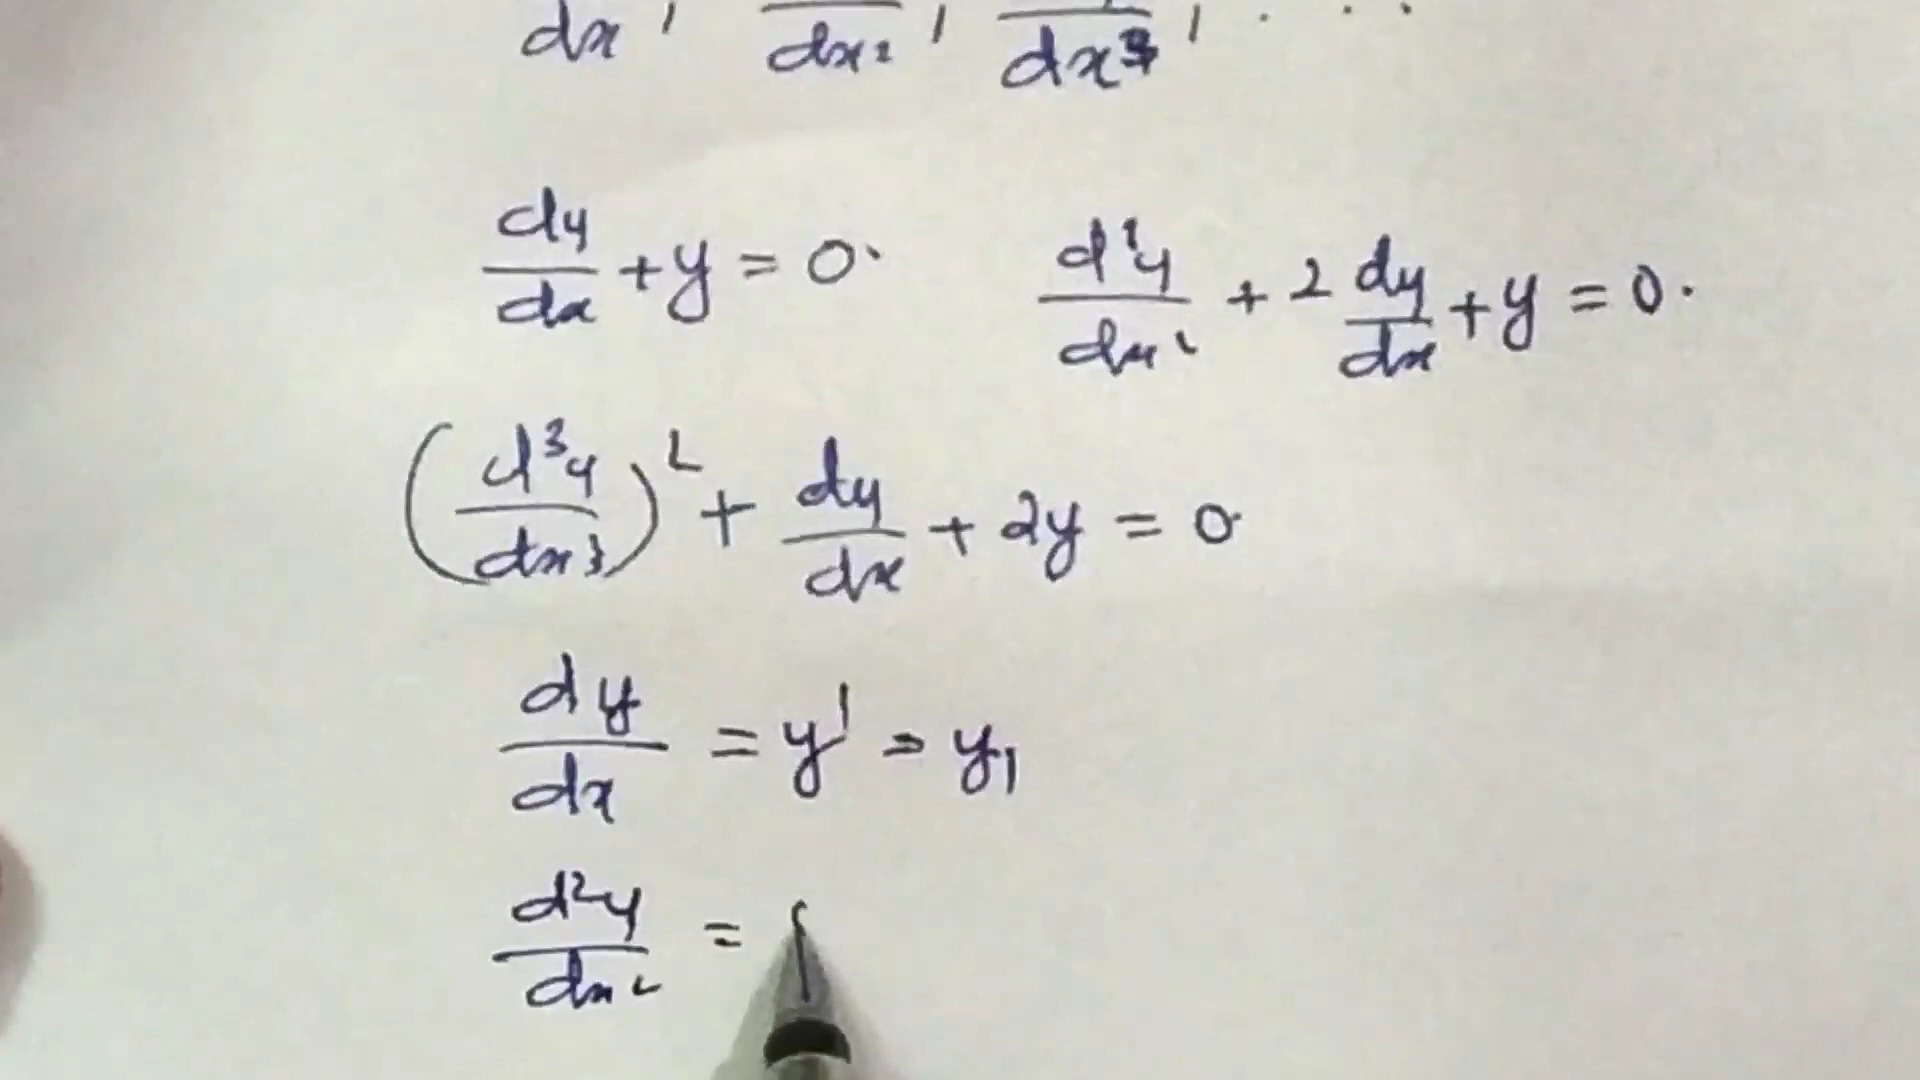 dx , dx² , dx³ , . . .
dy/dx + y = 0. d²y/dx² + 2 dy/dx + y = 0.
(d³y/dx³)² + dy/dx + 2y = 0
dy/dx = y' = y₁
d²y/dx² =